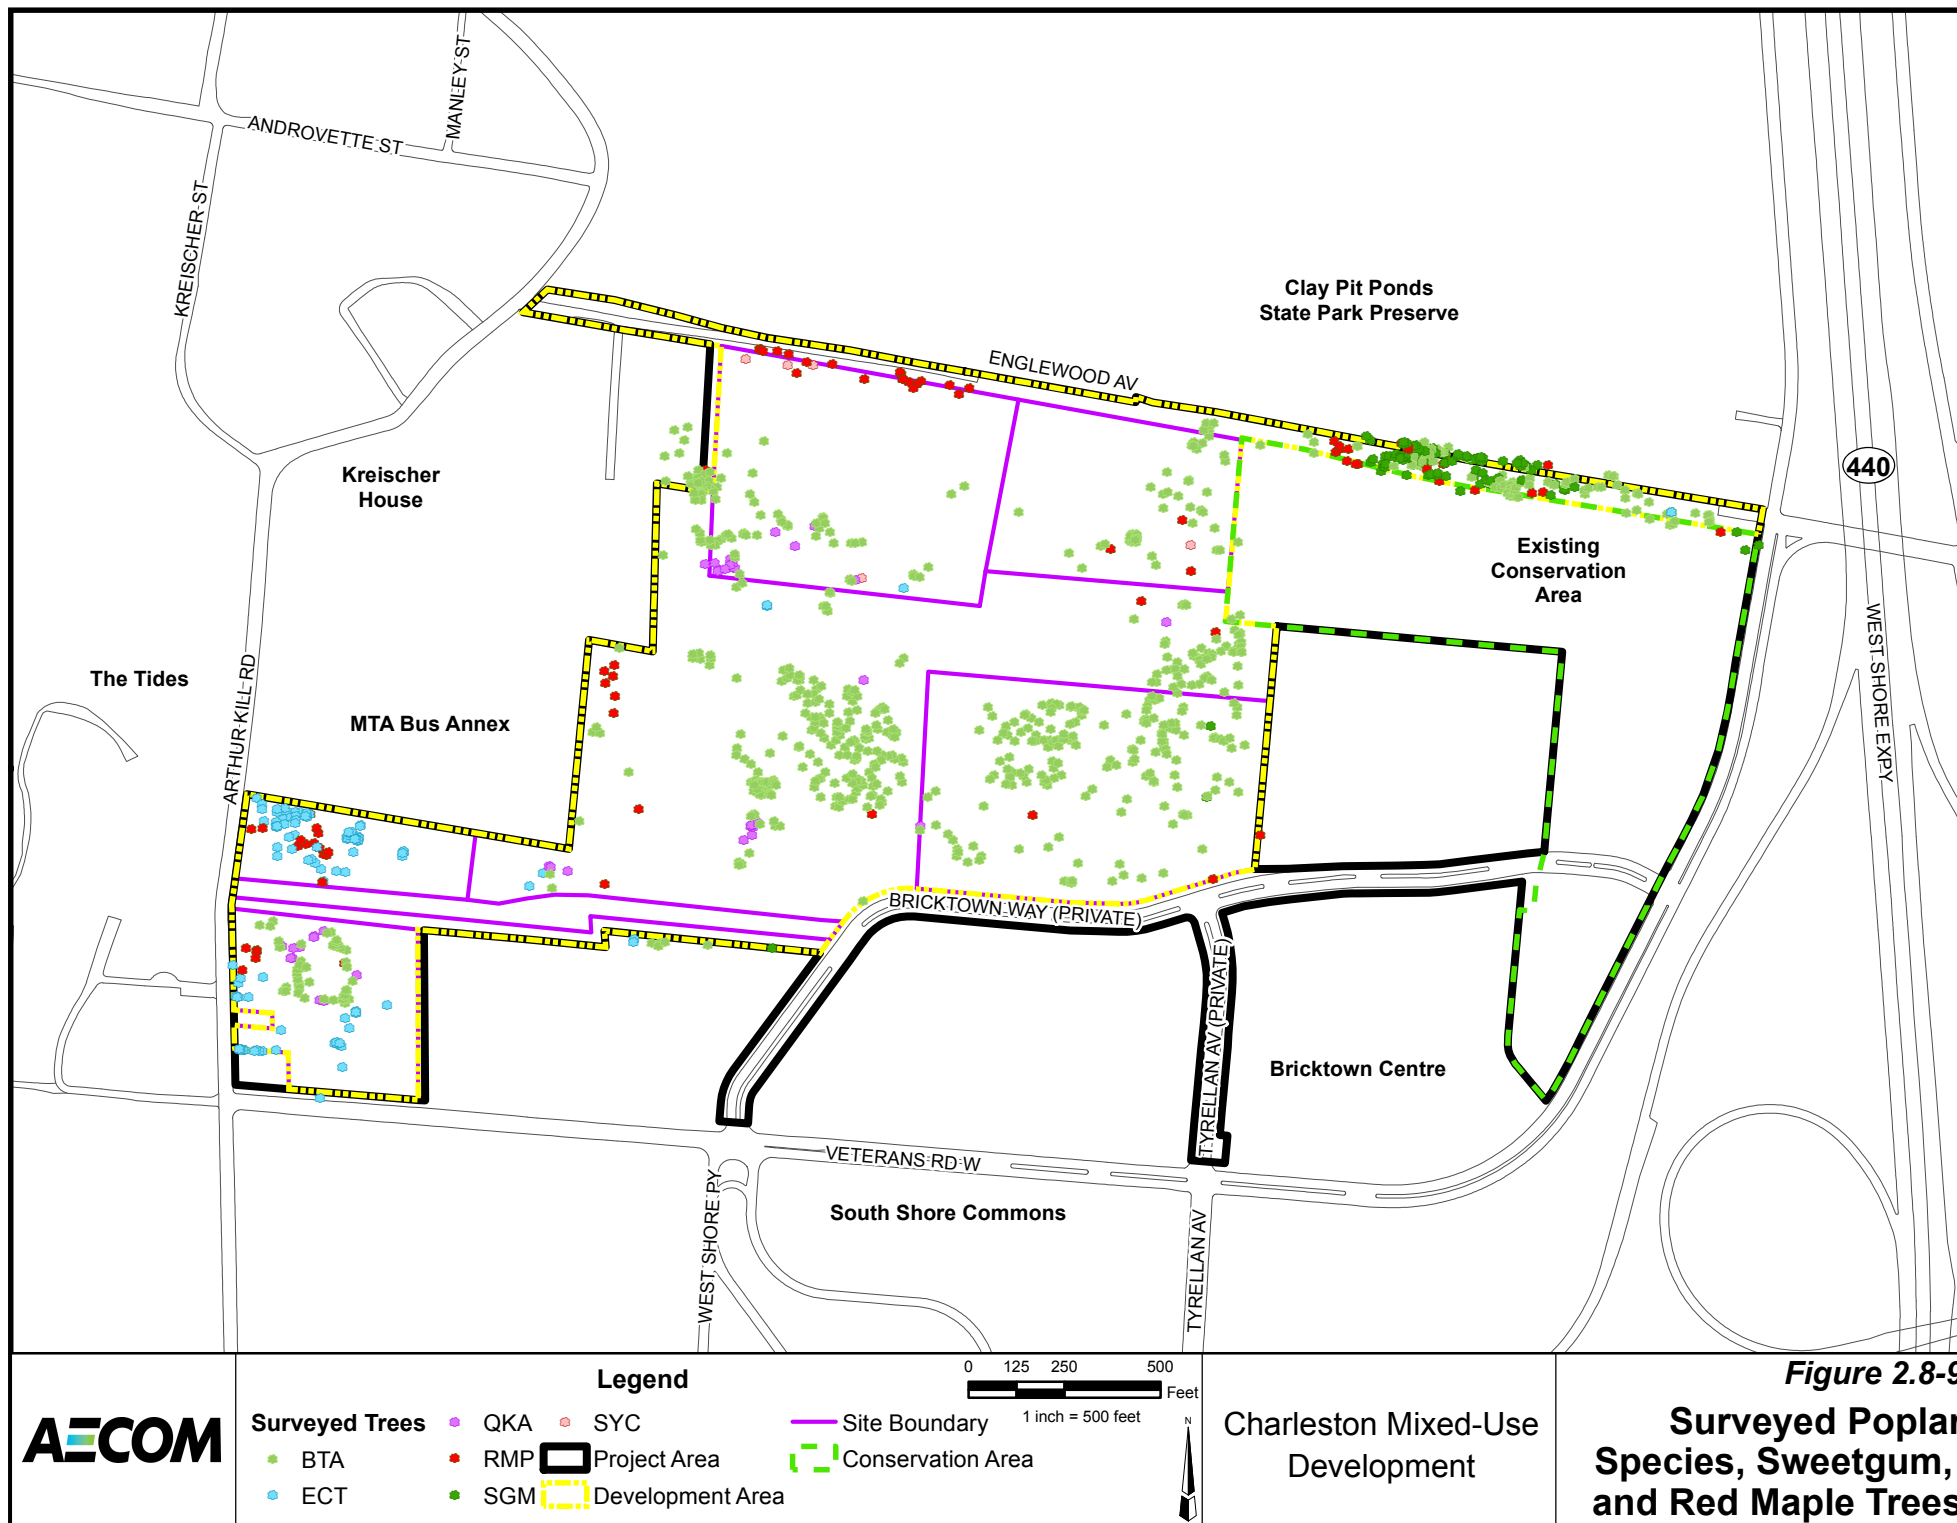 MANLEY ST
ANDROVETTE ST
KREISCHER ST
Clay Pit Ponds
State Park Preserve
ENGLEWOOD AV
440
Kreischer
House
Existing
Conservation
Area
WEST SHORE EXPY
The Tides
ARTHUR KILL RD
MTA Bus Annex
BRICKTOWN WAY (PRIVATE)
TYRELLAN AV (PRIVATE)
Bricktown Centre
VETERANS RD W
WEST SHORE PY
South Shore Commons
TYRELLAN AV
AECOM
Legend
Surveyed Trees
BTA
ECT
QKA
RMP
SGM
SYC
Project Area
Development Area
Site Boundary
Conservation Area
0 125 250 500
Feet
1 inch = 500 feet
N
Charleston Mixed-Use
Development
Figure 2.8-9
Surveyed Poplar
Species, Sweetgum,
and Red Maple Trees